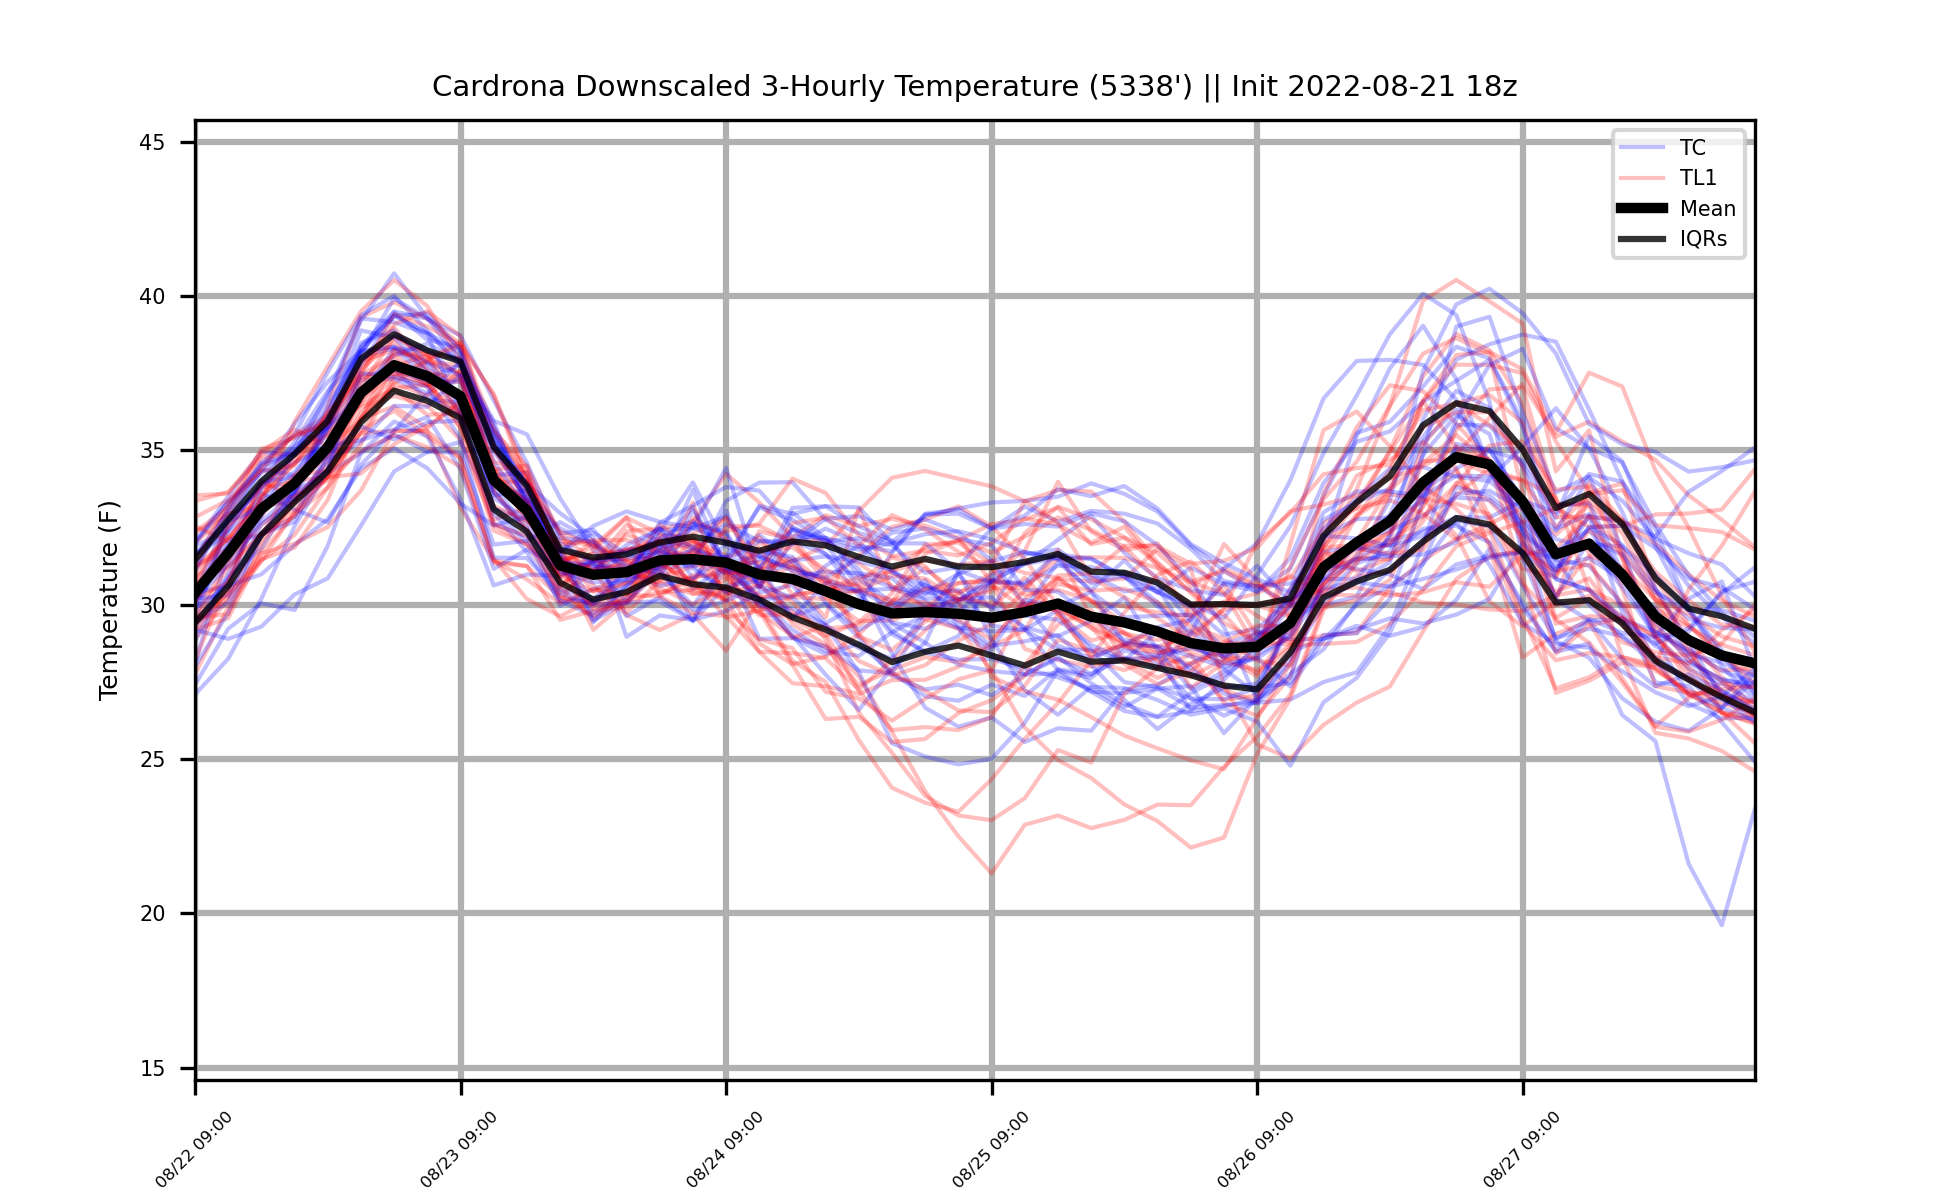 Cardrona Downscaled 3-Hourly Temperature (5338') || Init 2022-08-21 18z
TC
TL1
Mean
IQRs
Temperature (F)
45
40
35
30
25
20
15
08/22 09:00
08/23 09:00
08/24 09:00
08/25 09:00
08/26 09:00
08/27 09:00